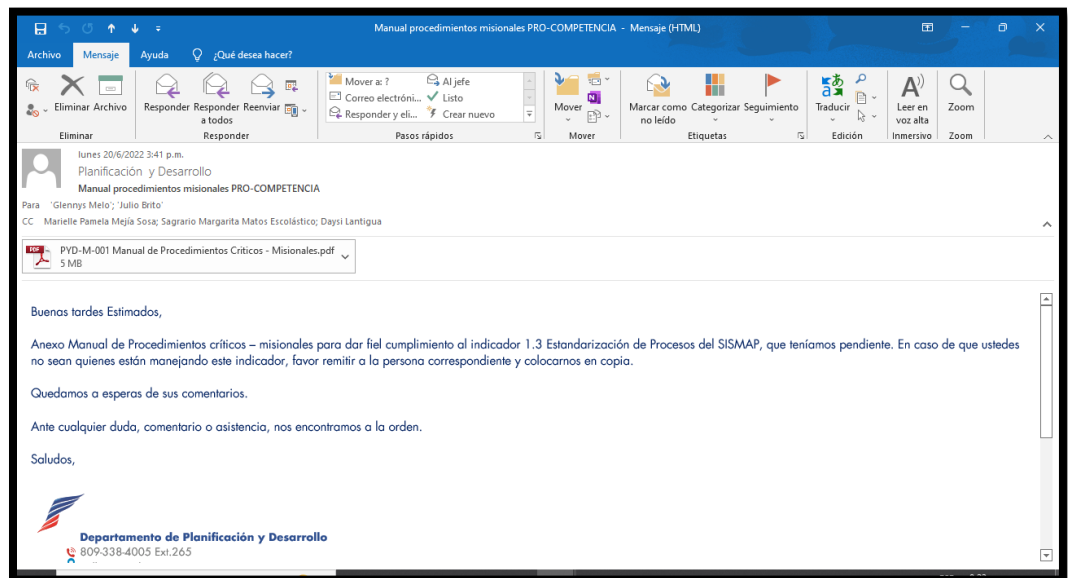 Manual procedimientos misionales PRO-COMPETENCIA - Mensaje (HTML)
Archivo Mensaje Ayuda ¿Qué desea hacer?
Eliminar Archivo
Responder Responder a todos Reenviar
Mover a: ? Al jefe
Correo electróni... Listo
Responder y eli... Crear nuevo
Mover
Marcar como no leído Categorizar Seguimiento
Traducir
Leer en voz alta
Zoom
Eliminar Responder Pasos rápidos Mover Etiquetas Edición Inmersivo Zoom
lunes 20/6/2022 3:41 p.m.
Planificación y Desarrollo
Manual procedimientos misionales PRO-COMPETENCIA
Para 'Glennys Melo'; 'Julio Brito'
CC Marielle Pamela Mejía Sosa; Sagrario Margarita Matos Escolástico; Daysi Lantigua
PDF PYD-M-001 Manual de Procedimientos Criticos - Misionales.pdf
5 MB
Buenas tardes Estimados,
Anexo Manual de Procedimientos críticos – misionales para dar fiel cumplimiento al indicador 1.3 Estandarización de Procesos del SISMAP, que teníamos pendiente. En caso de que ustedes
no sean quienes están manejando este indicador, favor remitir a la persona correspondiente y colocarnos en copia.
Quedamos a esperas de sus comentarios.
Ante cualquier duda, comentario o asistencia, nos encontramos a la orden.
Saludos,
Departamento de Planificación y Desarrollo
809-338-4005 Ext.265